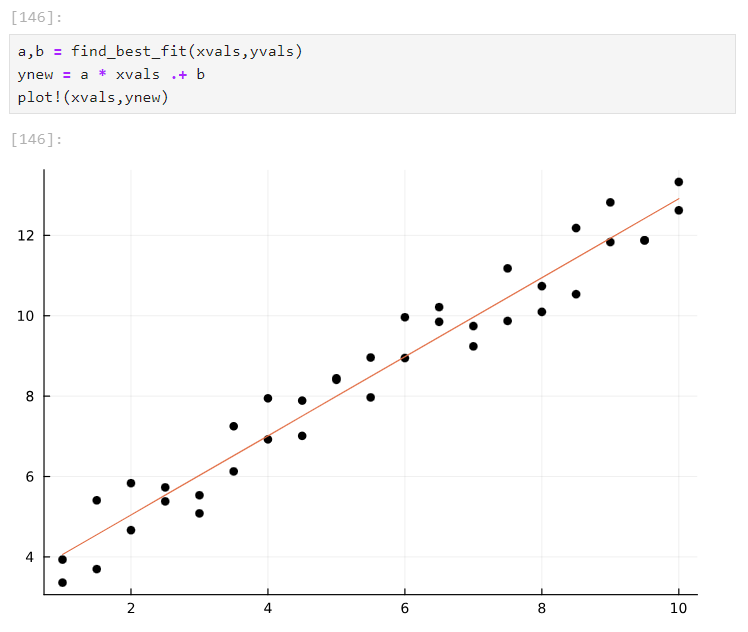 [146]:
a,b = find_best_fit(xvals,yvals)
ynew = a * xvals .+ b
plot!(xvals,ynew)
[146]:
12
10
8
6
4
2 4 6 8 10